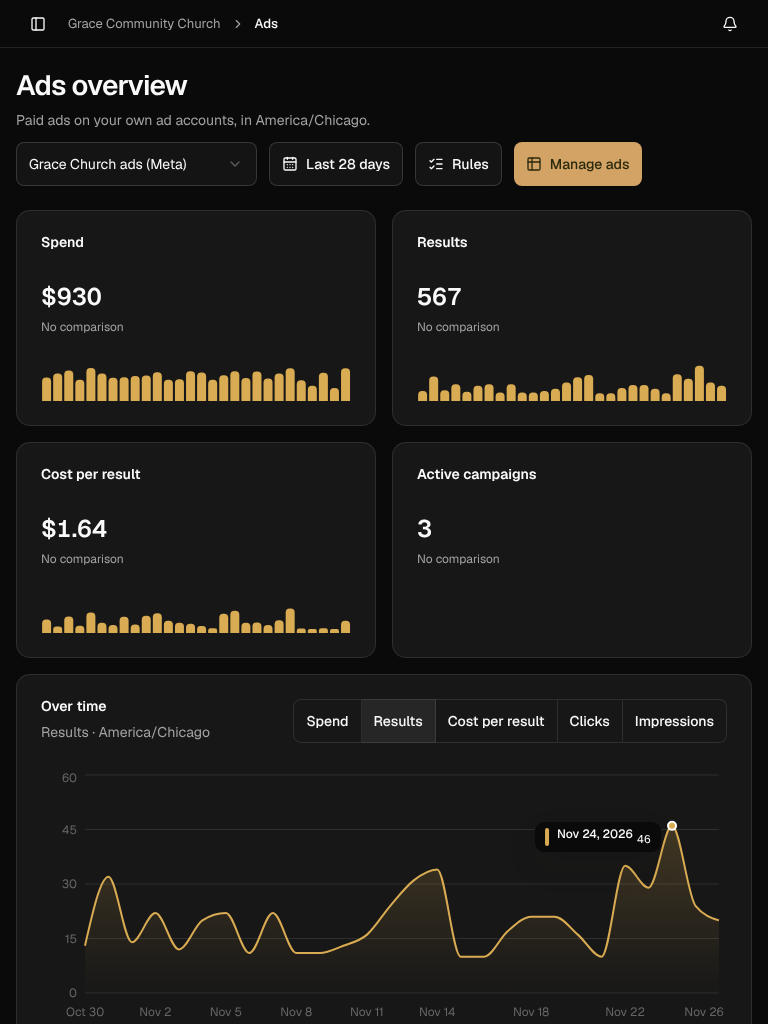 Grace Community Church > Ads
Ads overview
Paid ads on your own ad accounts, in America/Chicago.
Grace Church ads (Meta)
Last 28 days
Rules
Manage ads
Spend
$930
No comparison
Results
567
No comparison
Cost per result
$1.64
No comparison
Active campaigns
3
No comparison
Over time
Results · America/Chicago
Spend
Results
Cost per result
Clicks
Impressions
60
45
30
15
0
Nov 24, 2026 46
Oct 30
Nov 2
Nov 5
Nov 8
Nov 11
Nov 14
Nov 18
Nov 22
Nov 26